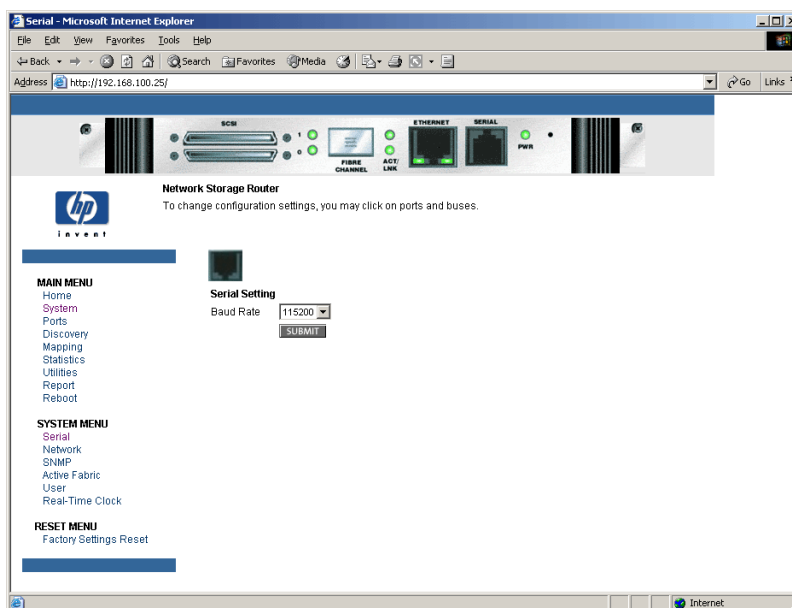 Serial - Microsoft Internet Explorer
File Edit View Favorites Tools Help
Back Search Favorites Media
Address http://192.168.100.25/ Go Links
SCSI ETHERNET SERIAL
1
0
PWR
FIBRE CHANNEL ACT/ LNK
Network Storage Router
To change configuration settings, you may click on ports and buses.
hp
invent
MAIN MENU
Home
System
Ports
Discovery
Mapping
Statistics
Utilities
Report
Reboot
Serial Setting
Baud Rate 115200
SUBMIT
SYSTEM MENU
Serial
Network
SNMP
Active Fabric
User
Real-Time Clock
RESET MENU
Factory Settings Reset
Internet